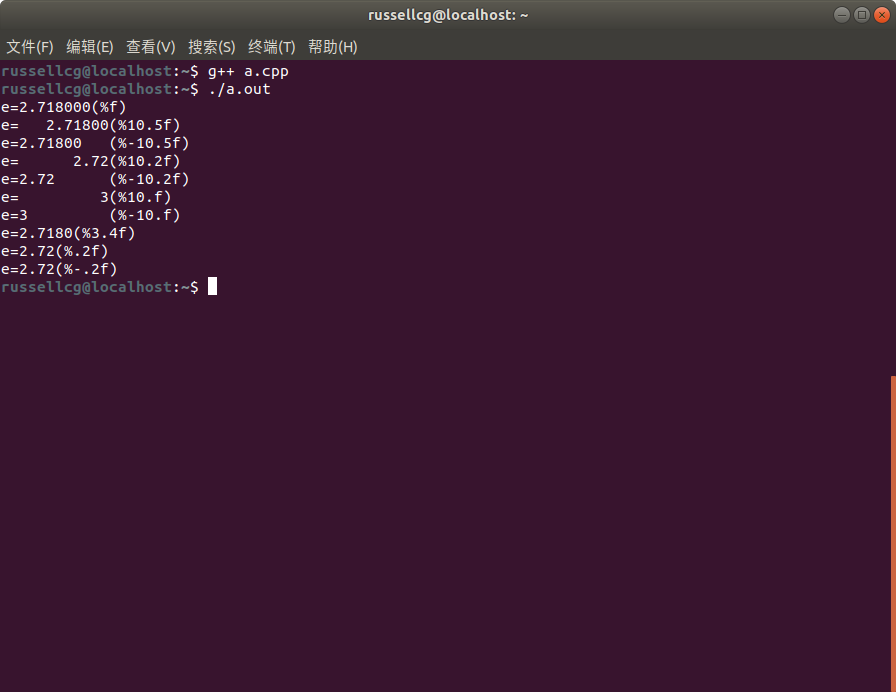 russellcg@localhost: ~
文件(F) 编辑(E) 查看(V) 搜索(S) 终端(T) 帮助(H)
russellcg@localhost:~$ g++ a.cpp
russellcg@localhost:~$ ./a.out
e=2.718000(%f)
e=   2.71800(%10.5f)
e=2.71800   (%-10.5f)
e=      2.72(%10.2f)
e=2.72      (%-10.2f)
e=         3(%10.f)
e=3         (%-10.f)
e=2.7180(%3.4f)
e=2.72(%.2f)
e=2.72(%-.2f)
russellcg@localhost:~$